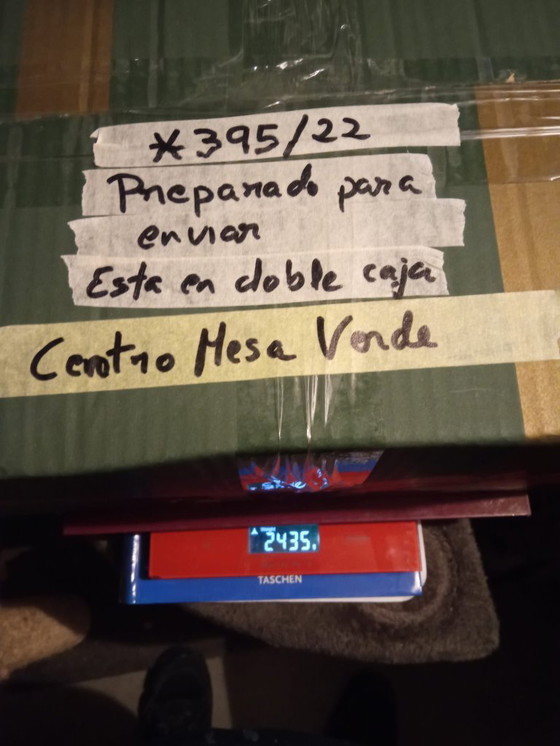 *395/22
Preparado para
enviar
Esta en doble caja
Centro Mesa Verde
2435
TASCHEN